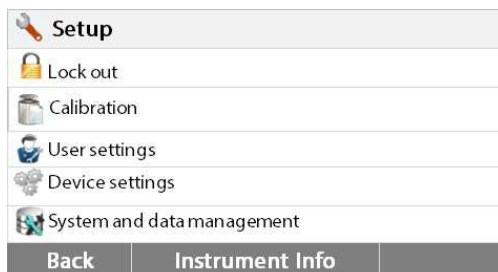 Setup
Lock out
Calibration
User settings
Device settings
System and data management
Back Instrument Info